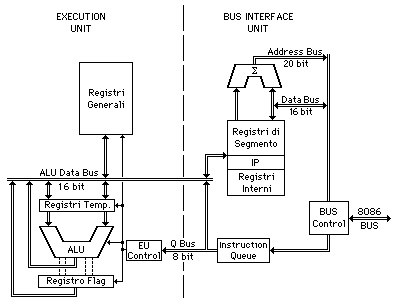 EXECUTION
UNIT
BUS INTERFACE
UNIT
Address Bus
20 bit
Σ
Data Bus
16 bit
Registri
Generali
Registri di
Segmento
IP
Registri
Interni
ALU Data Bus
16 bit
Registri Temp.
ALU
Registro Flag
EU
Control
Q Bus
8 bit
Instruction
Queue
BUS
Control
8086
BUS